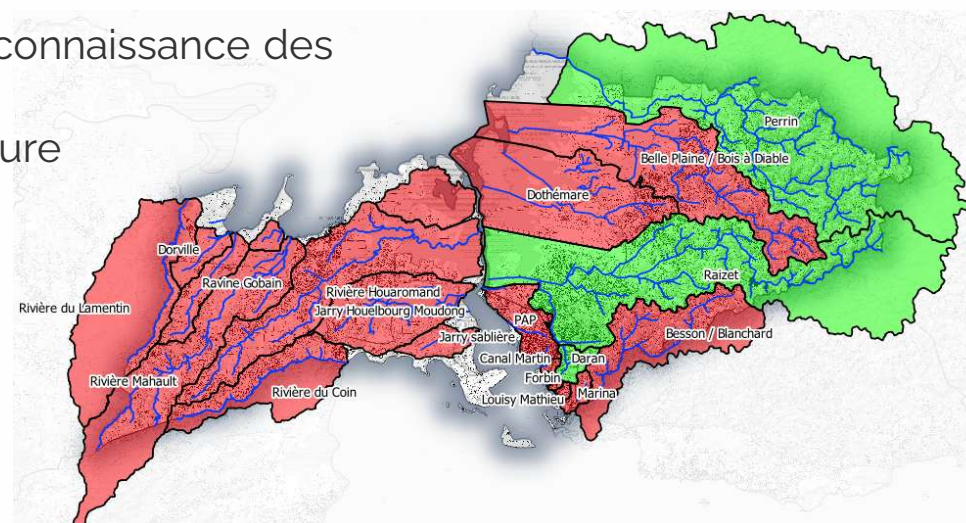 connaissance des
ure
Perrin
Belle Plaine / Bois à Diable
Dothémare
Dorville
Raizet
Ravine Gobain
Rivière Houaromand
Rivière du Lamentin
Jarry Houelbourg Moudong
PAP
Jarry sablière
Besson / Blanchard
Canal Martin
Daran
Forbin
Rivière Mahault
Rivière du Coin
Marina
Louisy Mathieu